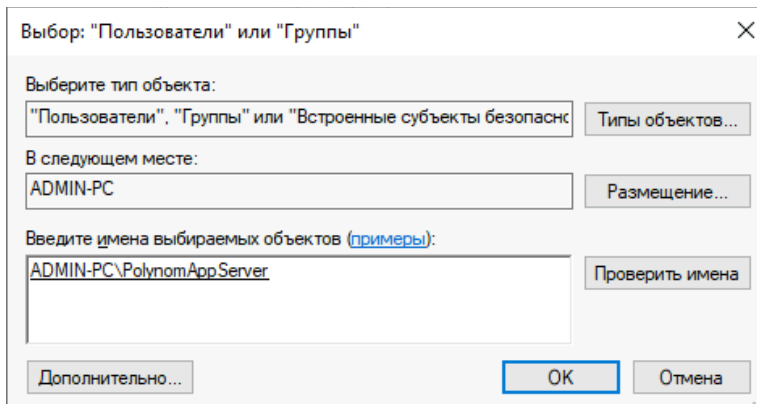 Выбор: "Пользователи" или "Группы"
Выберите тип объекта:
"Пользователи", "Группы" или "Встроенные субъекты безопасно
Типы объектов...
В следующем месте:
ADMIN-PC
Размещение...
Введите имена выбираемых объектов (примеры):
ADMIN-PC\PolynomAppServer
Проверить имена
Дополнительно...
ОК
Отмена